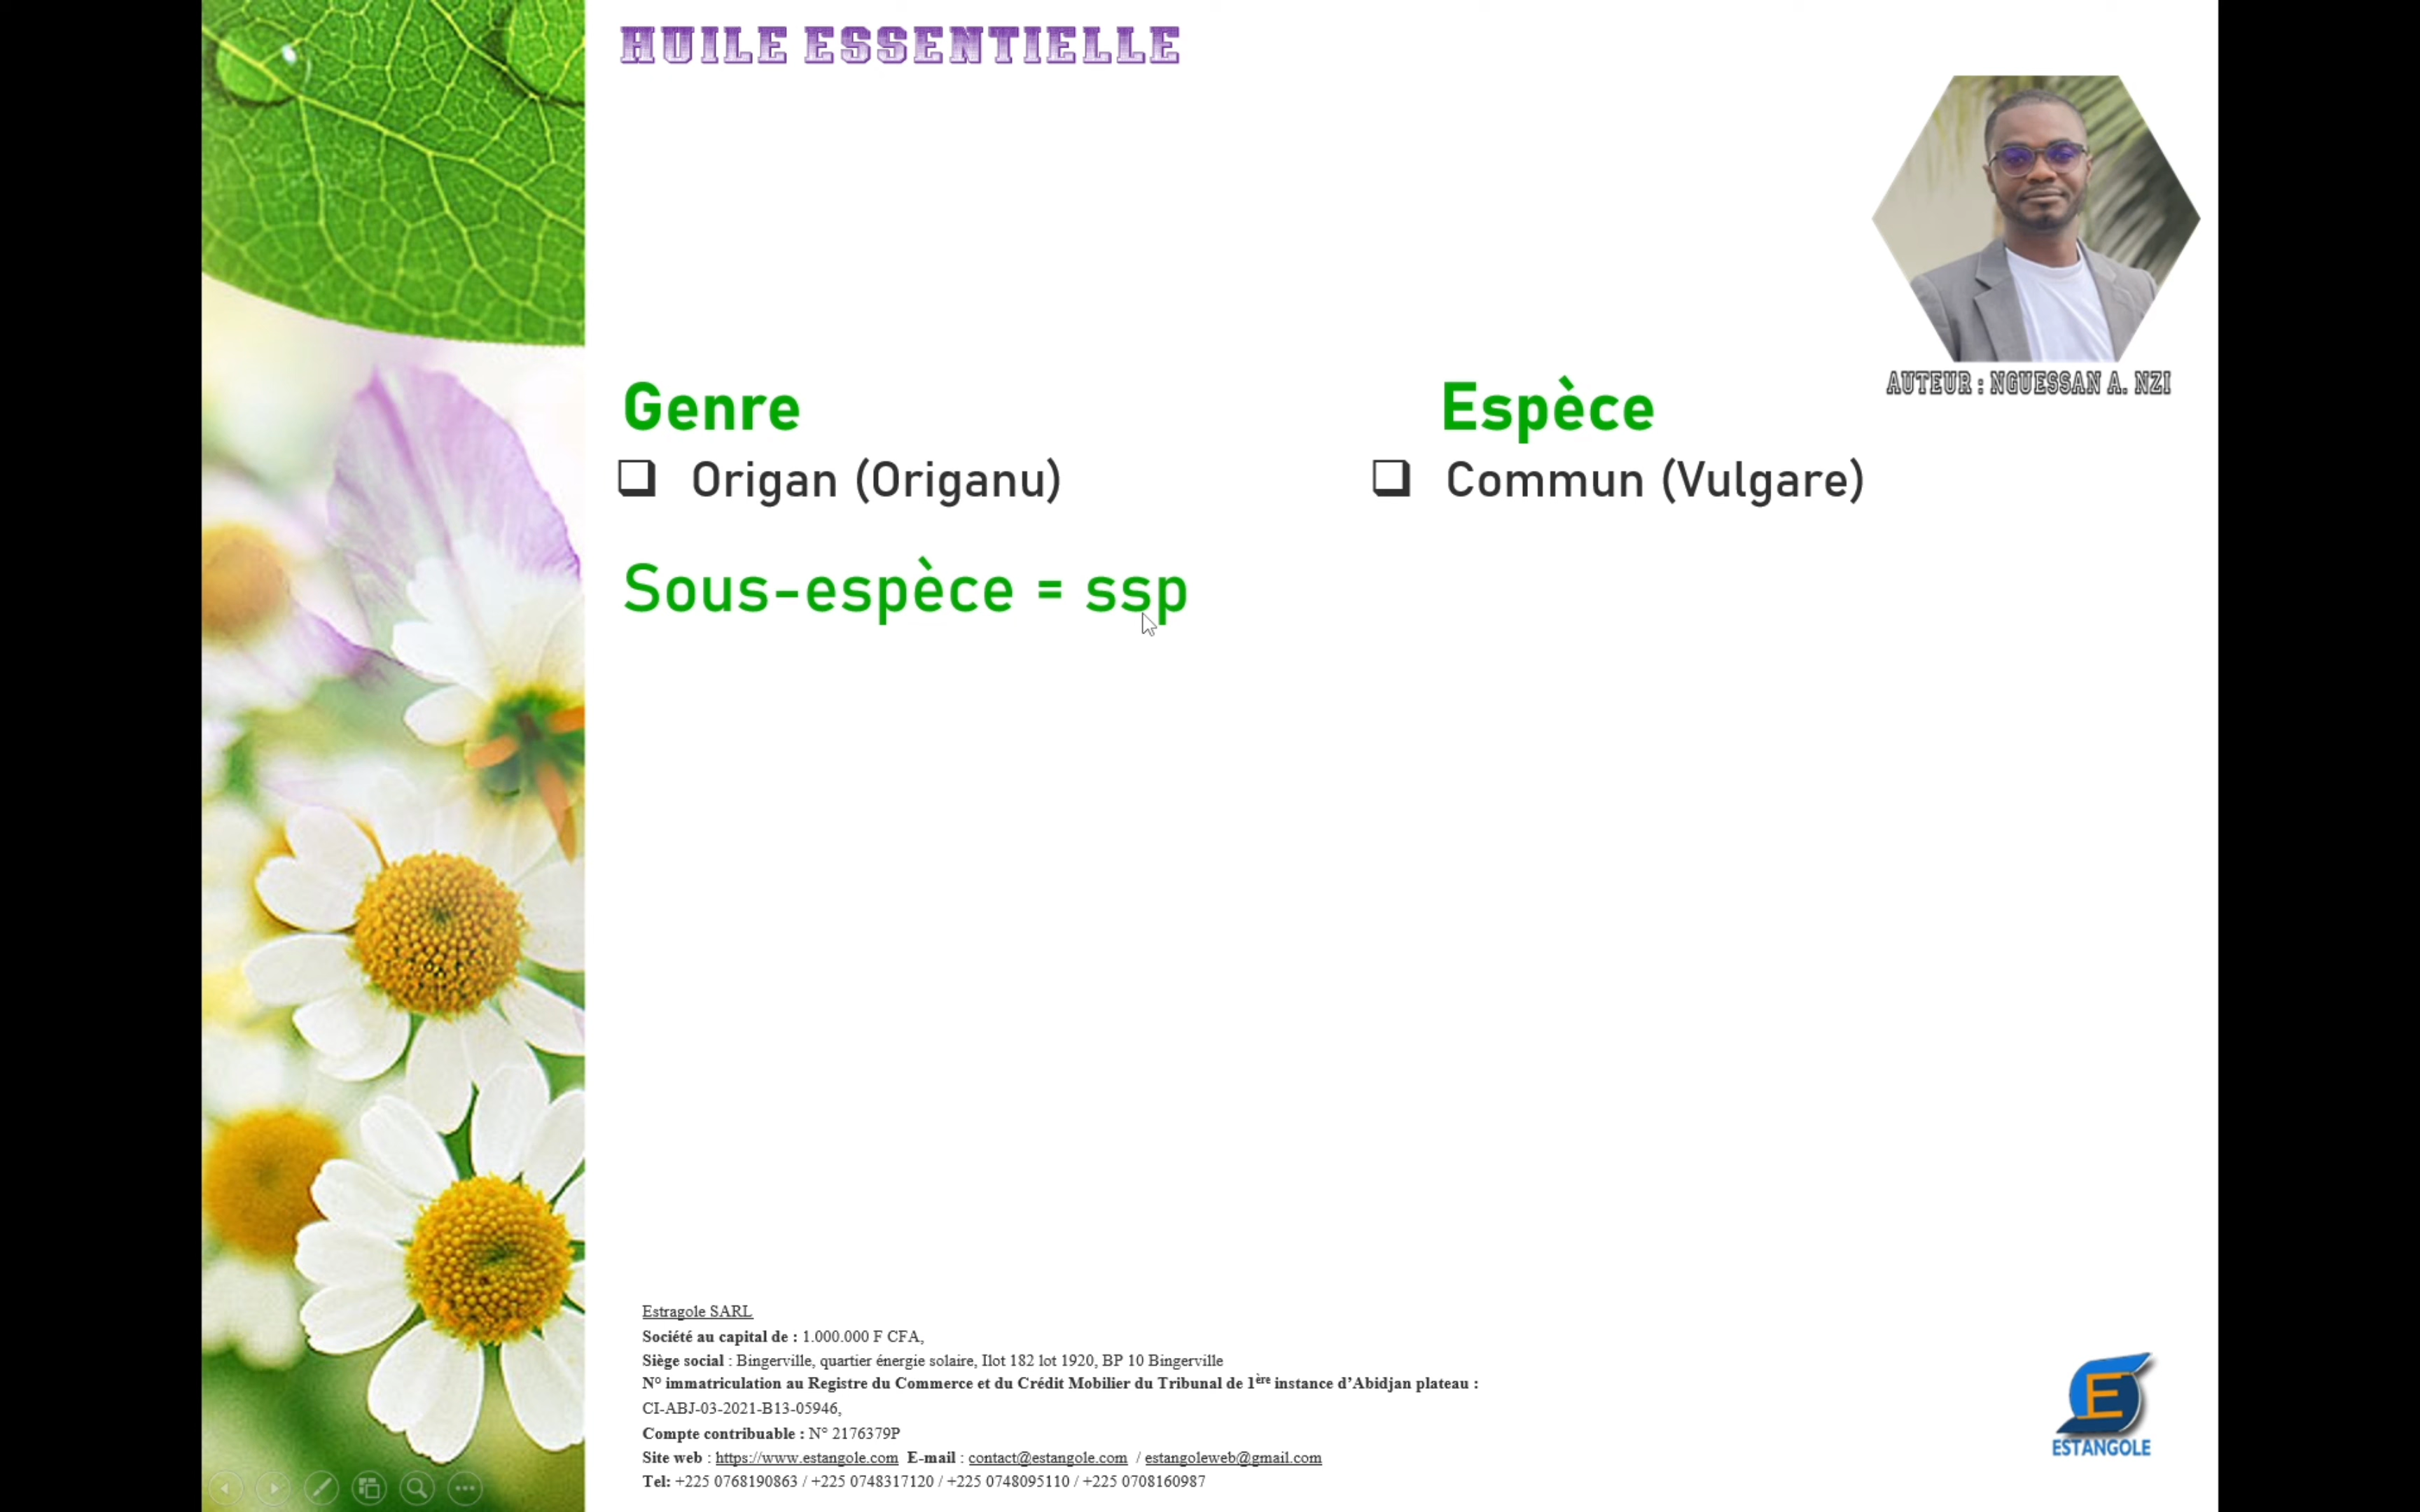 HUILE ESSENTIELLE
AUTEUR : NGUESSAN A. NZI
Genre
Espèce
Origan (Origanu)
Commun (Vulgare)
Sous-espèce = ssp
Estragole SARL
Société au capital de : 1.000.000 F CFA,
Siège social : Bingerville, quartier énergie solaire, Ilot 182 lot 1920, BP 10 Bingerville
N° immatriculation au Registre du Commerce et du Crédit Mobilier du Tribunal de 1ère instance d'Abidjan plateau :
CI-ABJ-03-2021-B13-05946,
Compte contribuable : N° 2176379P
Site web : https://www.estangole.com E-mail : contact@estangole.com / estangoleweb@gmail.com
Tel: +225 0768190863 / +225 0748317120 / +225 0748095110 / +225 0708160987
E
ESTANGOLE